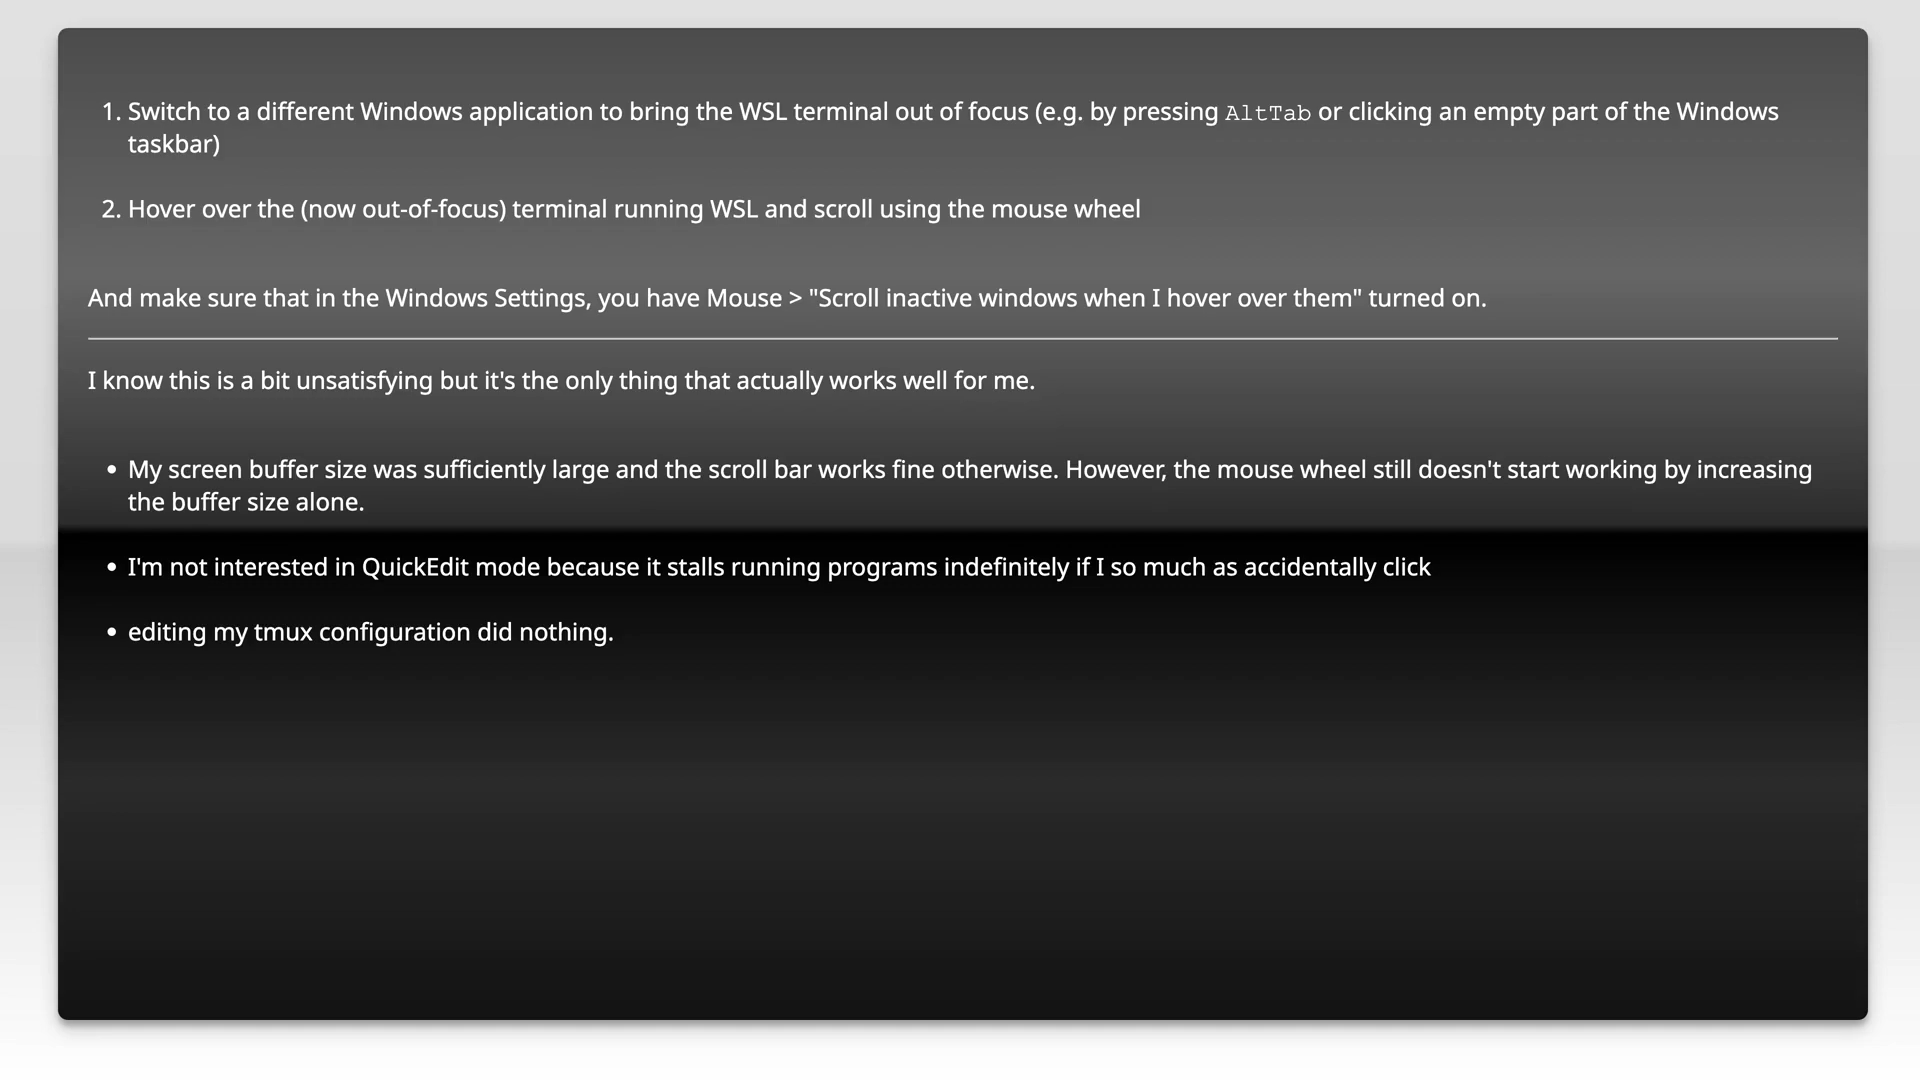 1. Switch to a different Windows application to bring the WSL terminal out of focus (e.g. by pressing AltTab or clicking an empty part of the Windows
taskbar)
2. Hover over the (now out-of-focus) terminal running WSL and scroll using the mouse wheel
And make sure that in the Windows Settings, you have Mouse > "Scroll inactive windows when I hover over them" turned on.
I know this is a bit unsatisfying but it's the only thing that actually works well for me.
• My screen buffer size was sufficiently large and the scroll bar works fine otherwise. However, the mouse wheel still doesn't start working by increasing
the buffer size alone.
• I'm not interested in QuickEdit mode because it stalls running programs indefinitely if I so much as accidentally click
• editing my tmux configuration did nothing.